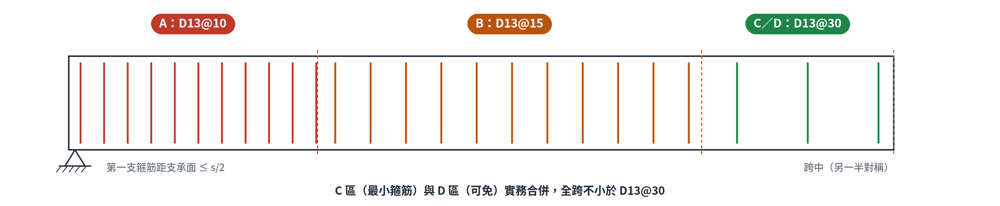 A：D13@10
B：D13@15
C／D：D13@30
第一支箍筋距支承面 ≤ s/2
跨中（另一半對稱）
C 區（最小箍筋）與 D 區（可免）實務合併，全跨不小於 D13@30